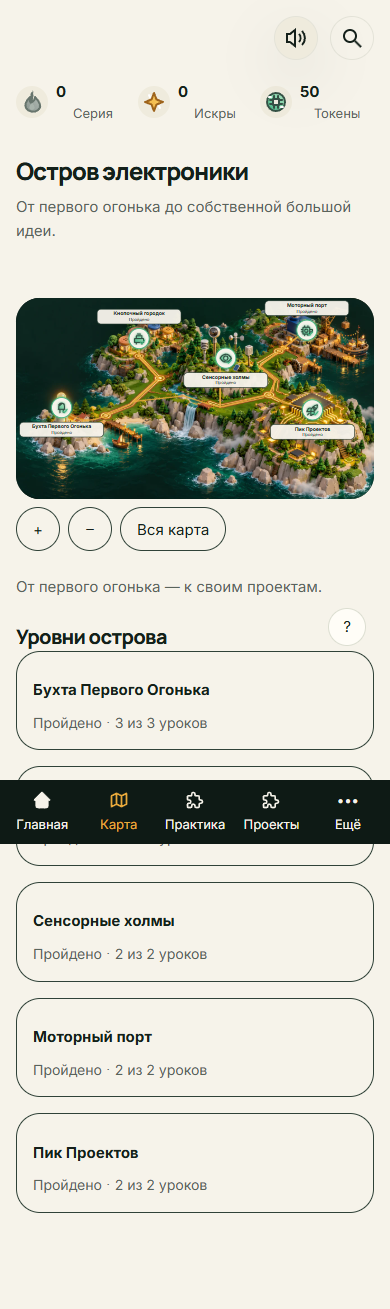 0
Серия
0
Искры
50
Токены
Остров электроники
От первого огонька до собственной большой
идеи.
Кнопочный городок
Пройдено
Моторный порт
Пройдено
Сенсорные холмы
Пройдено
Бухта Первого Огонька
Пройдено
Пик Проектов
Пройдено
+
−
Вся карта
От первого огонька — к своим проектам.
Уровни острова
?
Бухта Первого Огонька
Пройдено · 3 из 3 уроков
Главная
Карта
Практика
Проекты
Ещё
Сенсорные холмы
Пройдено · 2 из 2 уроков
Моторный порт
Пройдено · 2 из 2 уроков
Пик Проектов
Пройдено · 2 из 2 уроков